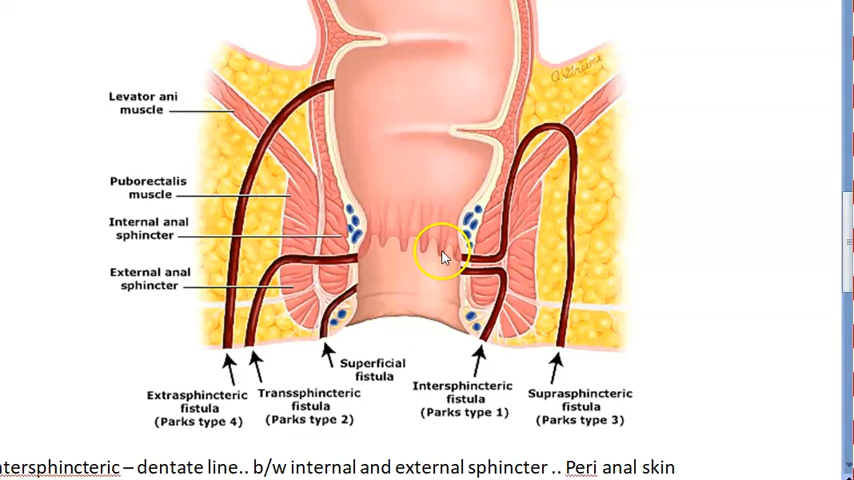 Levator ani
muscle
Puborectalis
muscle
Internal anal
sphincter
External anal
sphincter
Superficial
fistula
Extrasphincteric
fistula
(Parks type 4)
Transsphincteric
fistula
(Parks type 2)
Intersphincteric
fistula
(Parks type 1)
Suprasphincteric
fistula
(Parks type 3)
ntersphincteric – dentate line.. b/w internal and external sphincter .. Peri anal skin